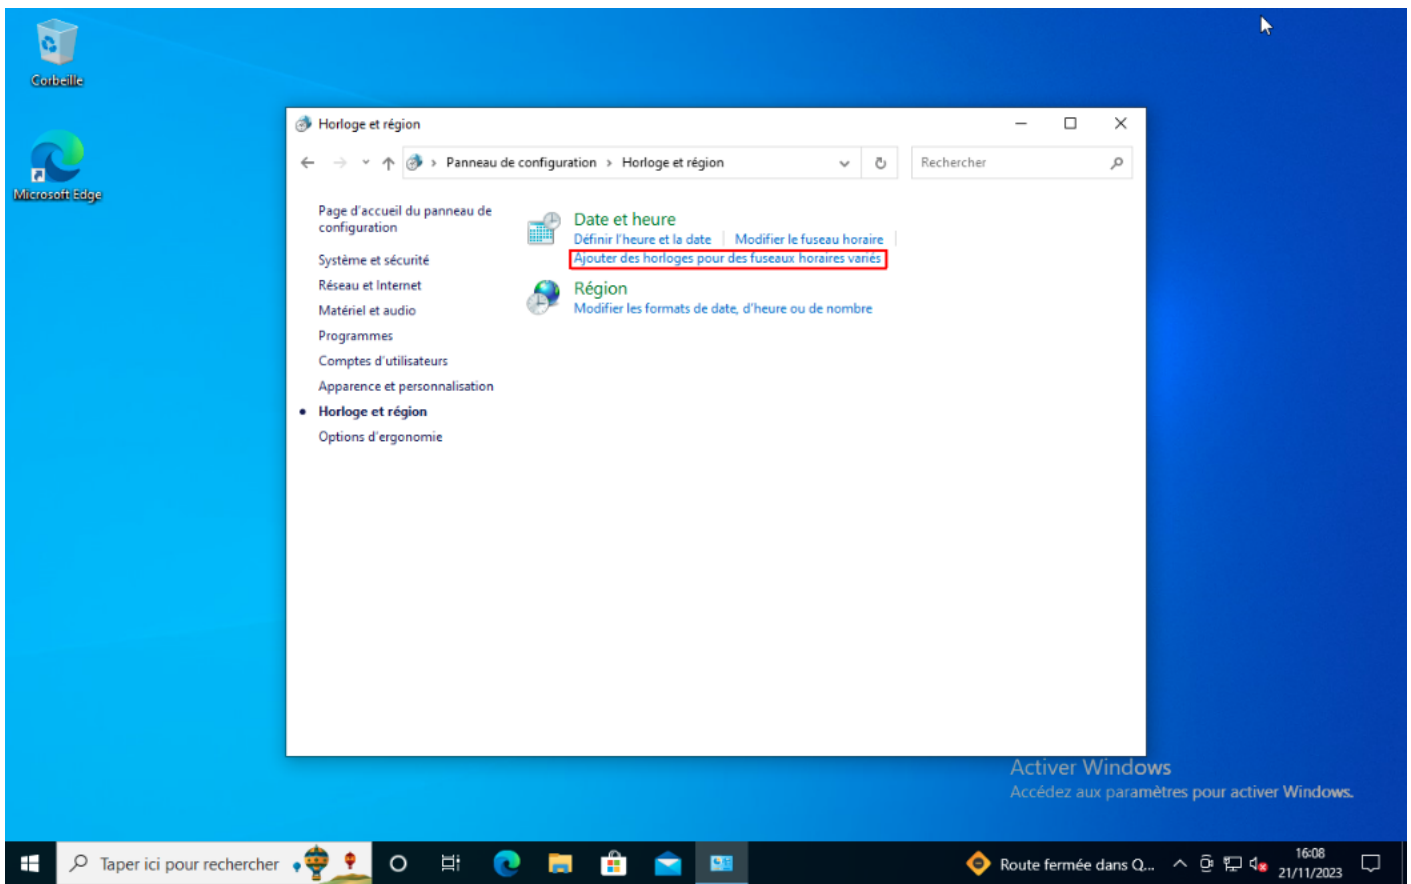 Corbeille
Microsoft Edge
Horloge et région
Panneau de configuration > Horloge et région
Rechercher
Page d'accueil du panneau de
configuration
Système et sécurité
Réseau et Internet
Matériel et audio
Programmes
Comptes d'utilisateurs
Apparence et personnalisation
Horloge et région
Options d'ergonomie
Date et heure
Définir l'heure et la date
Modifier le fuseau horaire
Ajouter des horloges pour des fuseaux horaires variés
Région
Modifier les formats de date, d'heure ou de nombre
Activer Windows
Accédez aux paramètres pour activer Windows.
Taper ici pour rechercher
Route fermée dans Q...
16:08
21/11/2023